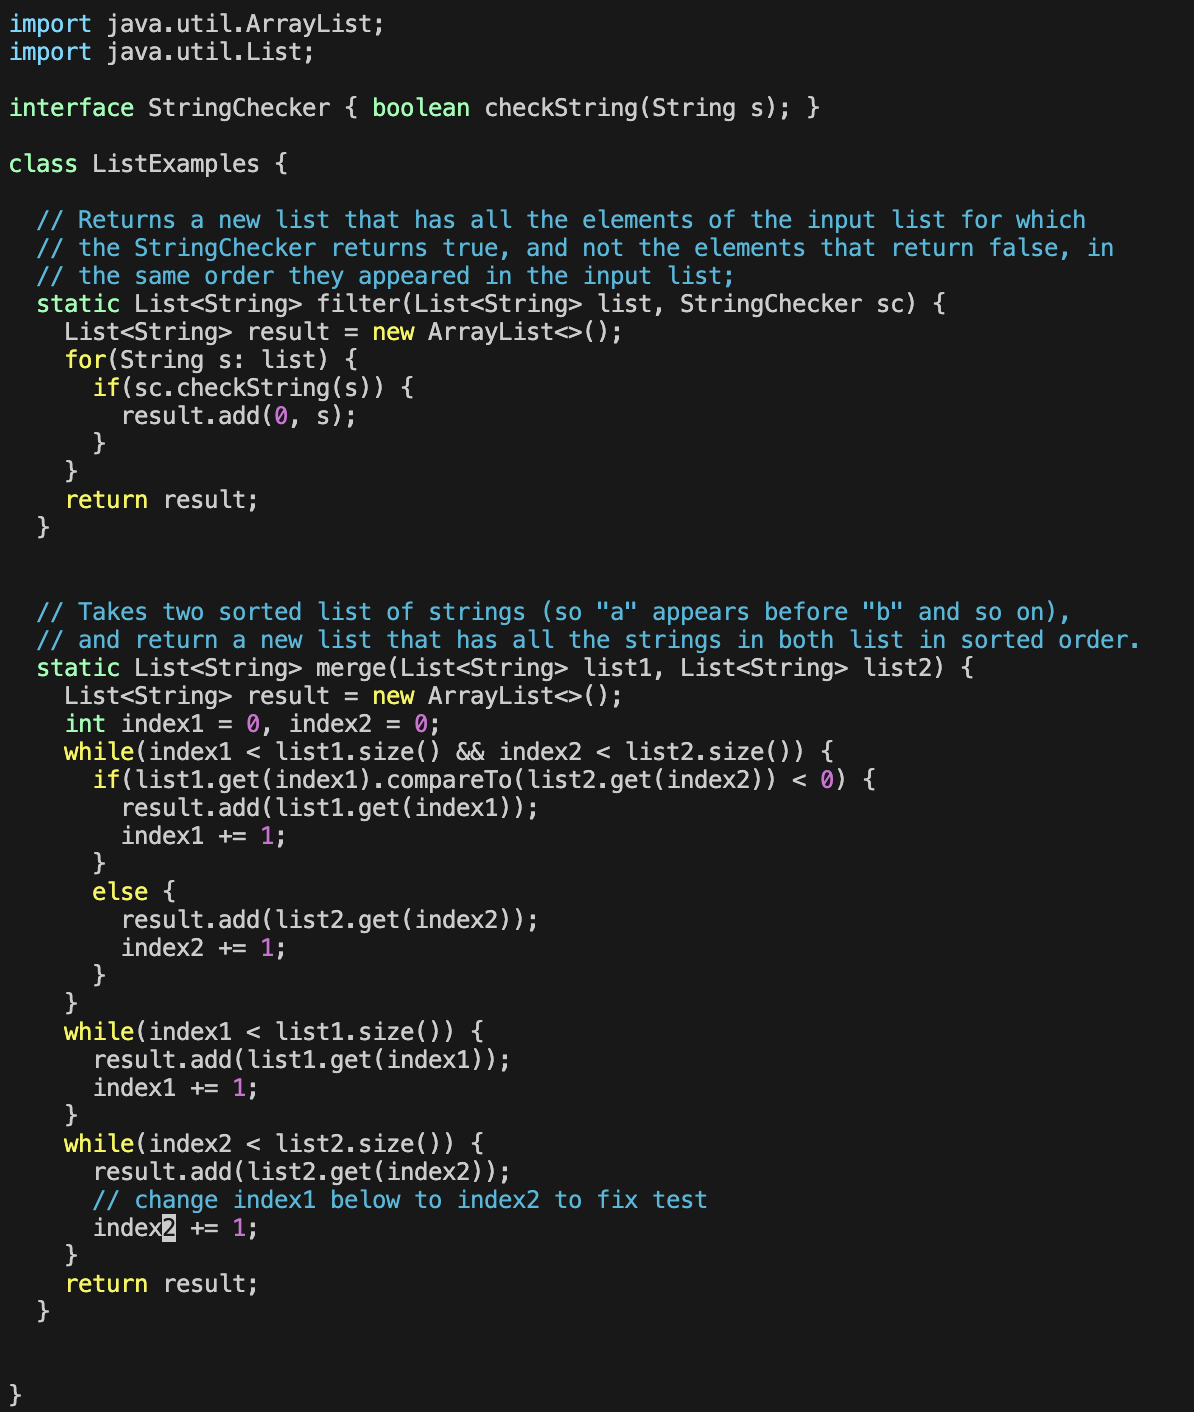 import java.util.ArrayList;
import java.util.List;

interface StringChecker { boolean checkString(String s); }

class ListExamples {

  // Returns a new list that has all the elements of the input list for which
  // the StringChecker returns true, and not the elements that return false, in
  // the same order they appeared in the input list;
  static List<String> filter(List<String> list, StringChecker sc) {
    List<String> result = new ArrayList<>();
    for(String s: list) {
      if(sc.checkString(s)) {
        result.add(0, s);
      }
    }
    return result;
  }


  // Takes two sorted list of strings (so "a" appears before "b" and so on),
  // and return a new list that has all the strings in both list in sorted order.
  static List<String> merge(List<String> list1, List<String> list2) {
    List<String> result = new ArrayList<>();
    int index1 = 0, index2 = 0;
    while(index1 < list1.size() && index2 < list2.size()) {
      if(list1.get(index1).compareTo(list2.get(index2)) < 0) {
        result.add(list1.get(index1));
        index1 += 1;
      }
      else {
        result.add(list2.get(index2));
        index2 += 1;
      }
    }
    while(index1 < list1.size()) {
      result.add(list1.get(index1));
      index1 += 1;
    }
    while(index2 < list2.size()) {
      result.add(list2.get(index2));
      // change index1 below to index2 to fix test
      index2 += 1;
    }
    return result;
  }


}